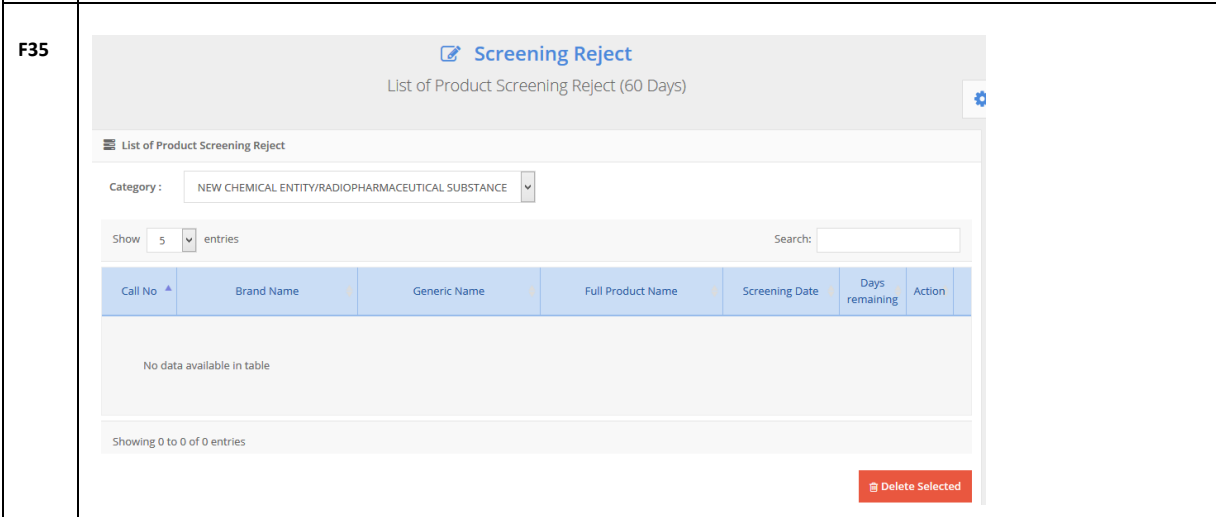 F35
Screening Reject
List of Product Screening Reject (60 Days)
List of Product Screening Reject
Category : NEW CHEMICAL ENTITY/RADIOPHARMACEUTICAL SUBSTANCE
Show 5 entries Search:
Call No Brand Name Generic Name Full Product Name Screening Date Days remaining Action
No data available in table
Showing 0 to 0 of 0 entries
Delete Selected